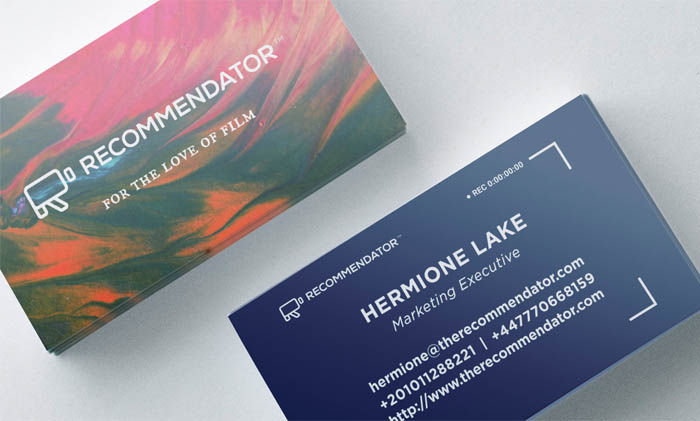 RECOMMENDATOR™
FOR THE LOVE OF FILM
REC 0:00:00:00
RECOMMENDATOR™
HERMIONE LAKE
Marketing Executive
hermione@therecommendator.com
+201011288221 | +447770668159
http://www.therecommendator.com